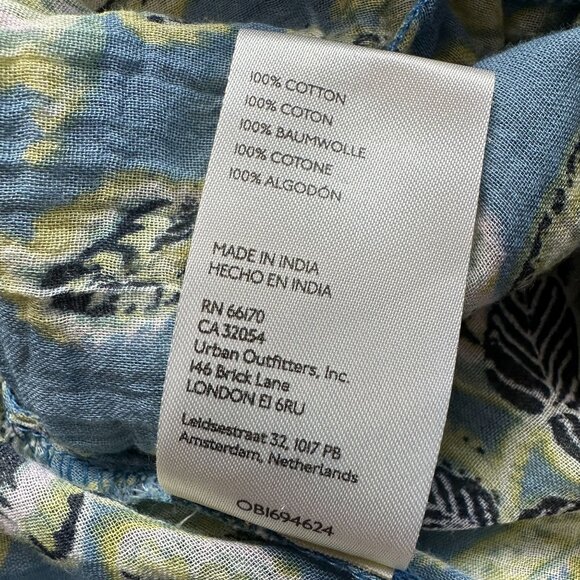 100% COTTON
100% COTON
100% BAUMWOLLE
100% COTONE
100% ALGODÓN
MADE IN INDIA
HECHO EN INDIA
RN 66170
CA 32054
Urban Outfitters, Inc.
146 Brick Lane
LONDON E1 6RU
Leidsestraat 32, 1017 PB
Amsterdam, Netherlands
OB1694624